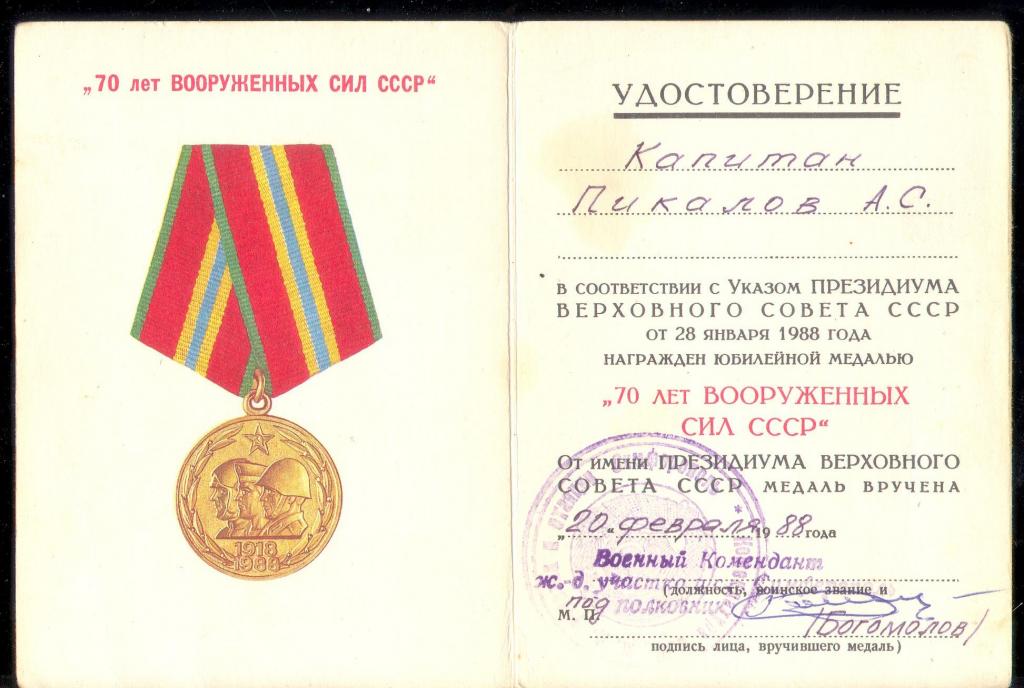 „70 лет ВООРУЖЕННЫХ СИЛ СССР“
1918
1988
УДОСТОВЕРЕНИЕ
Капитан
Пикалов А.С.
в соответствии с Указом ПРЕЗИДИУМА
ВЕРХОВНОГО СОВЕТА СССР
от 28 января 1988 года
награжден юбилейной медалью
„70 лет ВООРУЖЕННЫХ
СИЛ СССР“
От имени ПРЕЗИДИУМА ВЕРХОВНОГО
СОВЕТА СССР медаль вручена
„20“ февраля 1988 года
Военный Комендант
ж.-д. участка
(должность, воинское звание и
подполковник
М. П.
/Богомолов/
подпись лица, вручившего медаль)